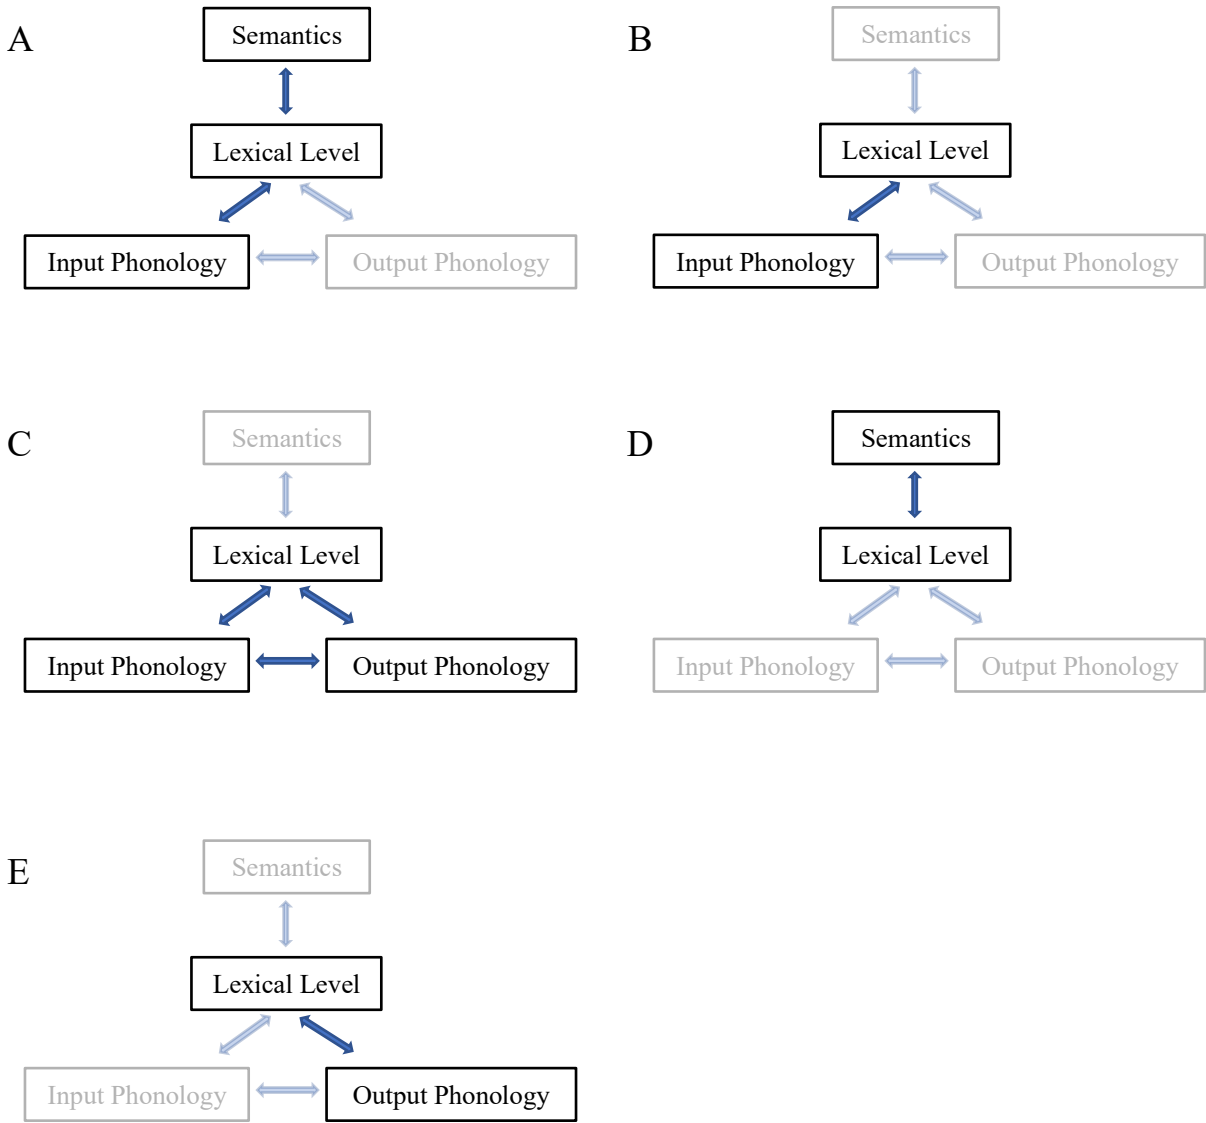 A
Semantics
Lexical Level
Input Phonology
Output Phonology
B
Semantics
Lexical Level
Input Phonology
Output Phonology
C
Semantics
Lexical Level
Input Phonology
Output Phonology
D
Semantics
Lexical Level
Input Phonology
Output Phonology
E
Semantics
Lexical Level
Input Phonology
Output Phonology